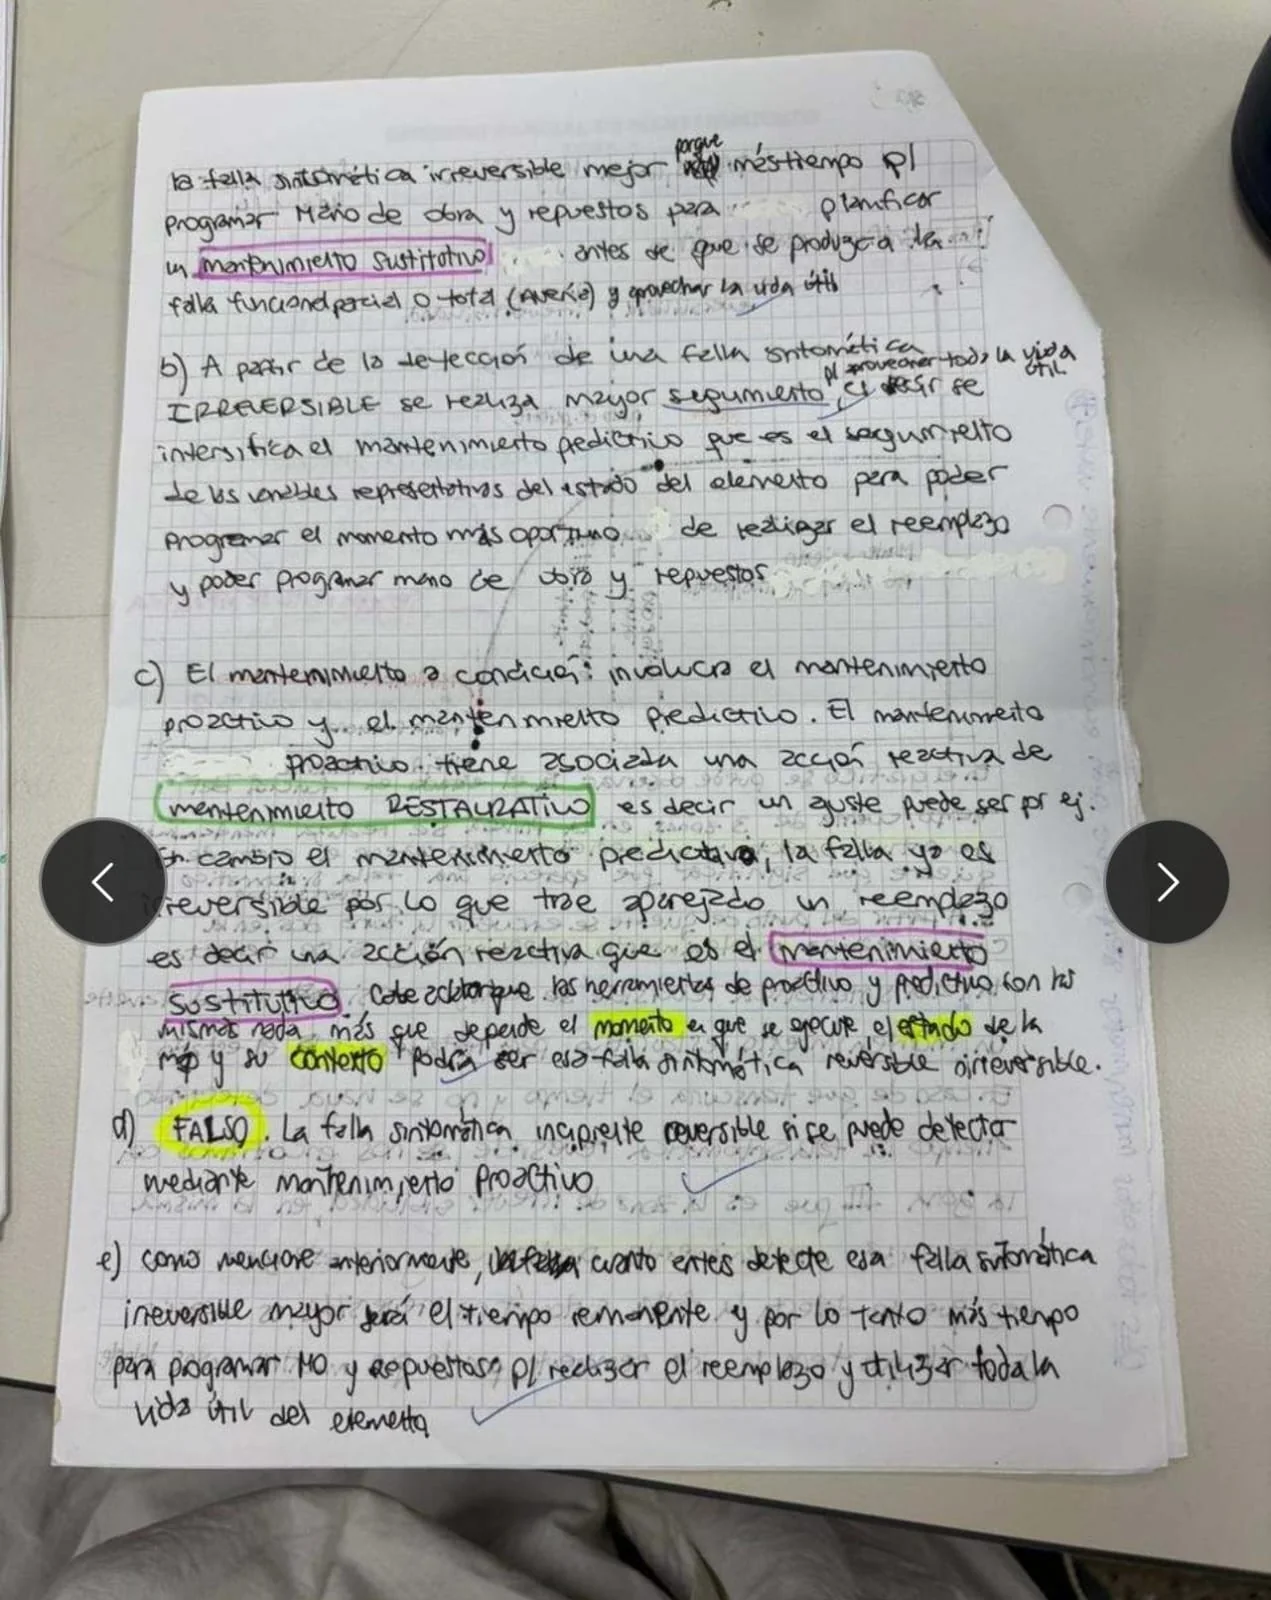 la falla sintomática irreversible mejor porque más tiempo p/
programar Mano de obra y repuestos para planificar
un mantenimiento sustitutivo antes de que se produzca la
falla funcional parcial o total (Avería) y aprovechar la vida útil
b) A partir de la detección de una falla sintomática
p/ aprovechar toda la vida útil
IRREVERSIBLE se realiza mayor seguimiento, es decir se
intensifica el mantenimiento predictivo que es el seguimiento
de las variables representativas del estado del elemento para poder
programar el momento más oportuno de realizar el reemplazo
y poder programar mano de obra y repuestos
c) El mantenimiento a condición: involucra el mantenimiento
proactivo y el mantenimiento predictivo. El mantenimiento
proactivo tiene asociada una acción reactiva de
mantenimiento RESTAURATIVO es decir un ajuste puede ser por ej.
En cambio el mantenimiento predictivo, la falla ya es
irreversible por lo que trae aparejado un reemplazo
es decir una acción reactiva que es el mantenimiento
sustitutivo. Cabe aclarar que las herramientas de proactivo y predictivo son las
mismas nada más que depende el momento en que se ejecute, el estado de la
maq y su contexto podría ser esa falla sintomática reversible o irreversible.
d) FALSO. La falla sintomática incipiente reversible si se puede detectar
mediante mantenimiento proactivo
e) como mencione anteriormente, cuanto antes detecte esa falla sintomática
irreversible mayor será el tiempo remanente y por lo tanto más tiempo
para programar MO y repuestos p/ realizar el reemplazo y utilizar toda la
vida útil del elemento